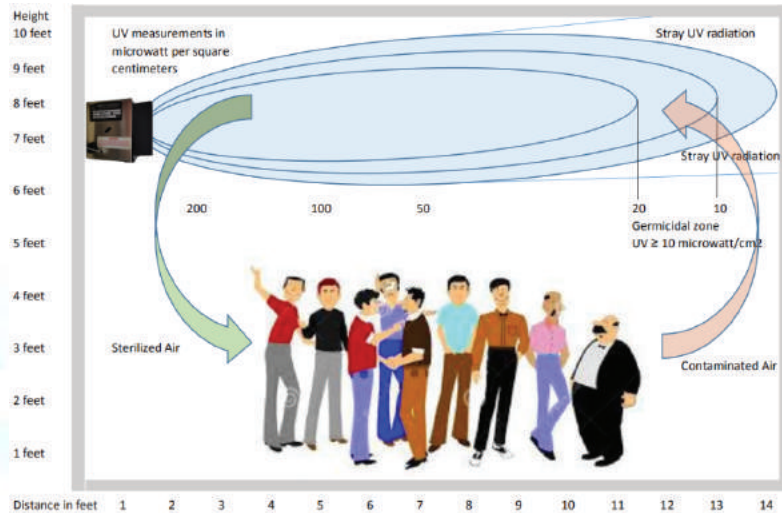 Height
10 feet
UV measurements in
microwatt per square
centimeters
Stray UV radiation
9 feet
8 feet
7 feet
Stray UV radiation
6 feet
200 100 50 20 10
Germicidal zone
UV ≥ 10 microwatt/cm2
5 feet
4 feet
3 feet
Sterilized Air
Contaminated Air
2 feet
1 feet
Distance in feet 1 2 3 4 5 6 7 8 9 10 11 12 13 14